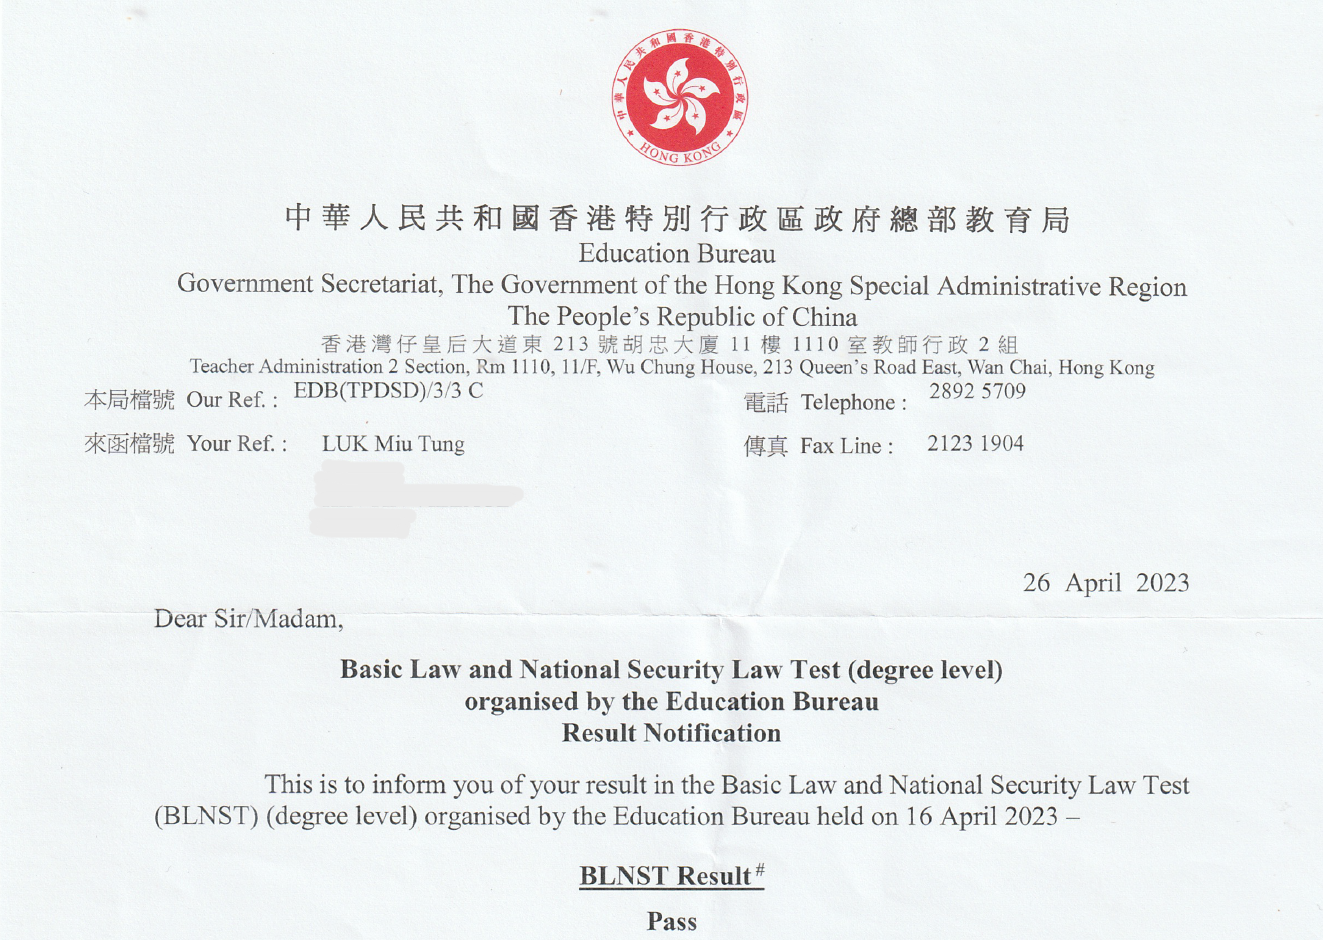 中華人民共和國香港特別行政區
HONG KONG
中華人民共和國香港特別行政區政府總部教育局
Education Bureau
Government Secretariat, The Government of the Hong Kong Special Administrative Region
The People's Republic of China
香港灣仔皇后大道東 213 號胡忠大廈 11 樓 1110 室教師行政 2 組
Teacher Administration 2 Section, Rm 1110, 11/F, Wu Chung House, 213 Queen's Road East, Wan Chai, Hong Kong
本局檔號 Our Ref. : EDB(TPDSD)/3/3 C 電話 Telephone : 2892 5709
來函檔號 Your Ref. : LUK Miu Tung 傳真 Fax Line : 2123 1904
26 April 2023
Dear Sir/Madam,
Basic Law and National Security Law Test (degree level)
organised by the Education Bureau
Result Notification
This is to inform you of your result in the Basic Law and National Security Law Test
(BLNST) (degree level) organised by the Education Bureau held on 16 April 2023 –
BLNST Result#
Pass